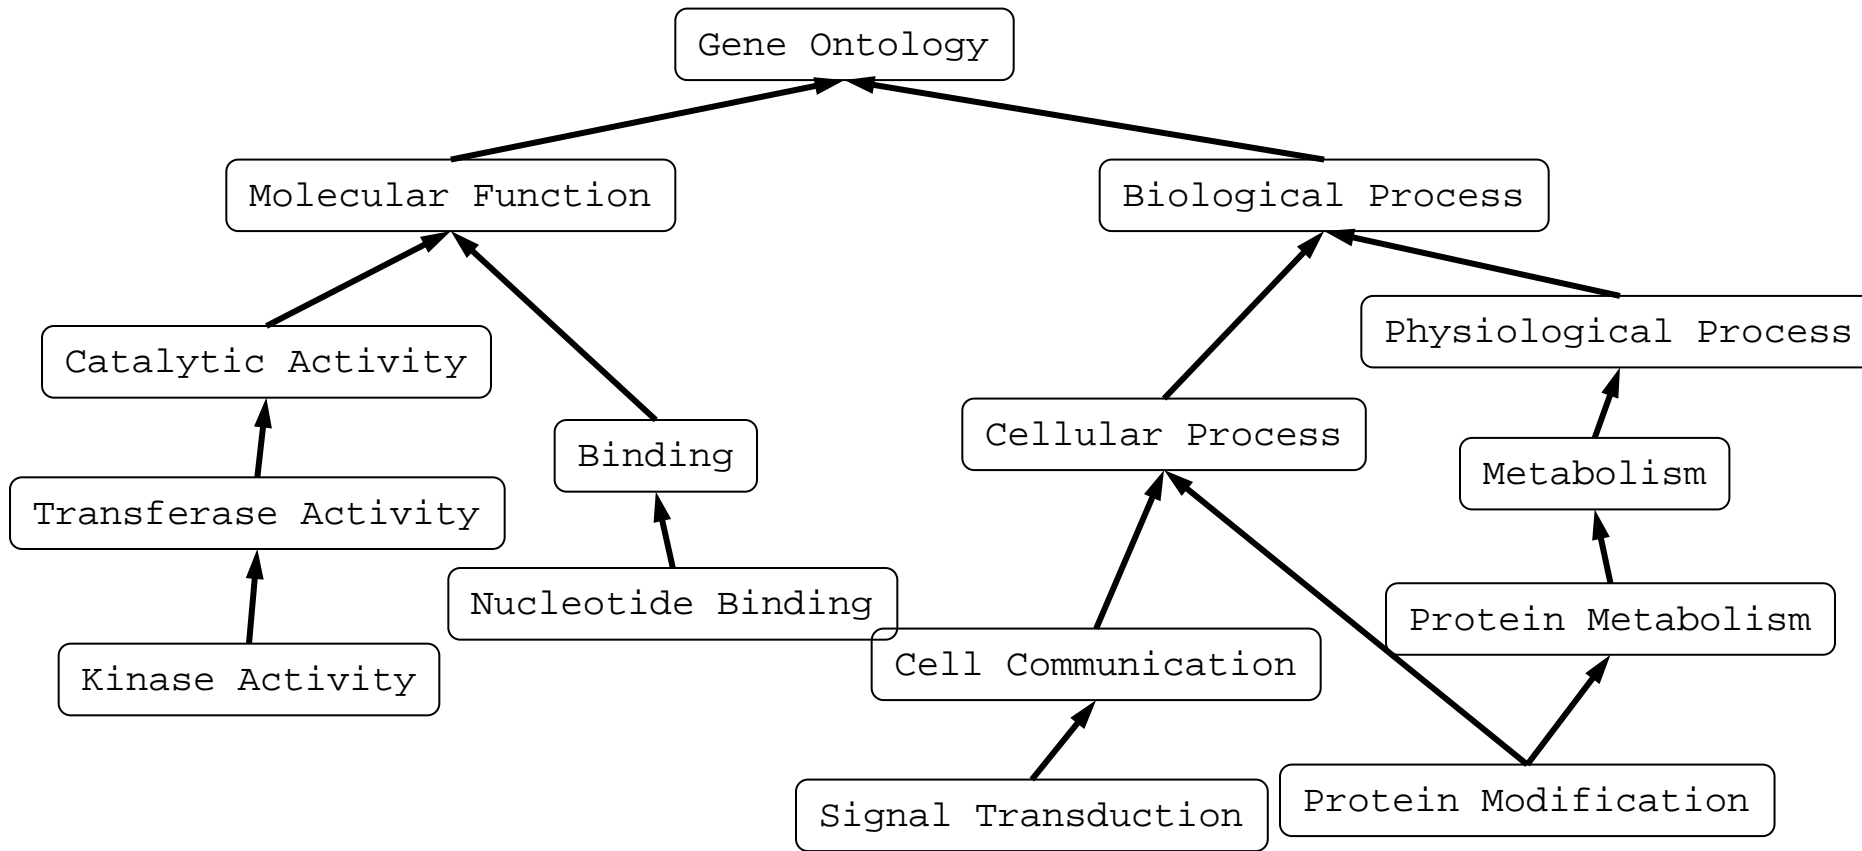 Gene Ontology
Molecular Function
Biological Process
Physiological Process
Catalytic Activity
Cellular Process
Binding
Metabolism
Transferase Activity
Nucleotide Binding
Protein Metabolism
Cell Communication
Kinase Activity
Protein Modification
Signal Transduction